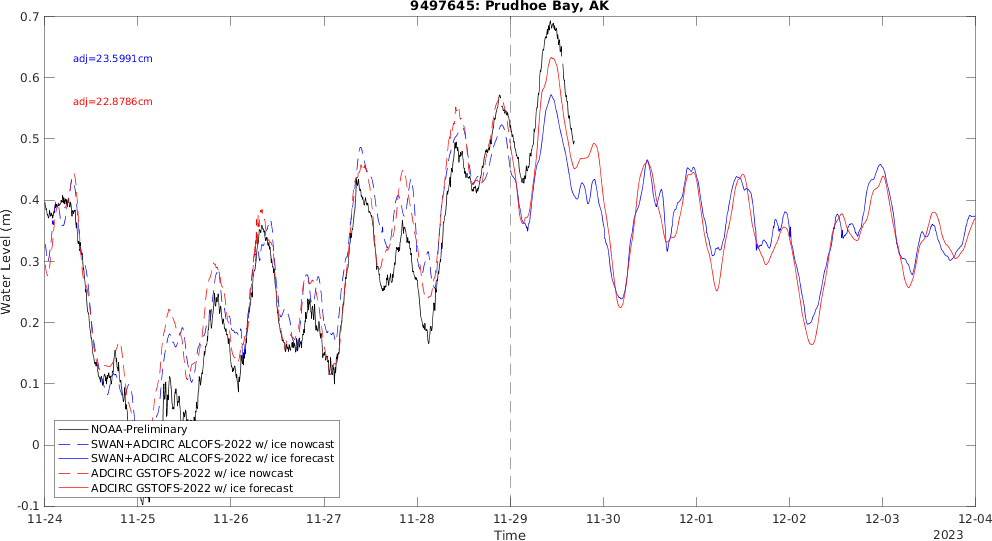 9497645: Prudhoe Bay, AK
0.7
adj=23.5991cm
0.6
adj=22.8786cm
0.5
0.4
Water Level (m)
0.3
0.2
0.1
0
-0.1
NOAA-Preliminary
SWAN+ADCIRC ALCOFS-2022 w/ ice nowcast
SWAN+ADCIRC ALCOFS-2022 w/ ice forecast
ADCIRC GSTOFS-2022 w/ ice nowcast
ADCIRC GSTOFS-2022 w/ ice forecast
11-24 11-25 11-26 11-27 11-28 11-29 11-30 12-01 12-02 12-03 12-04
Time
2023